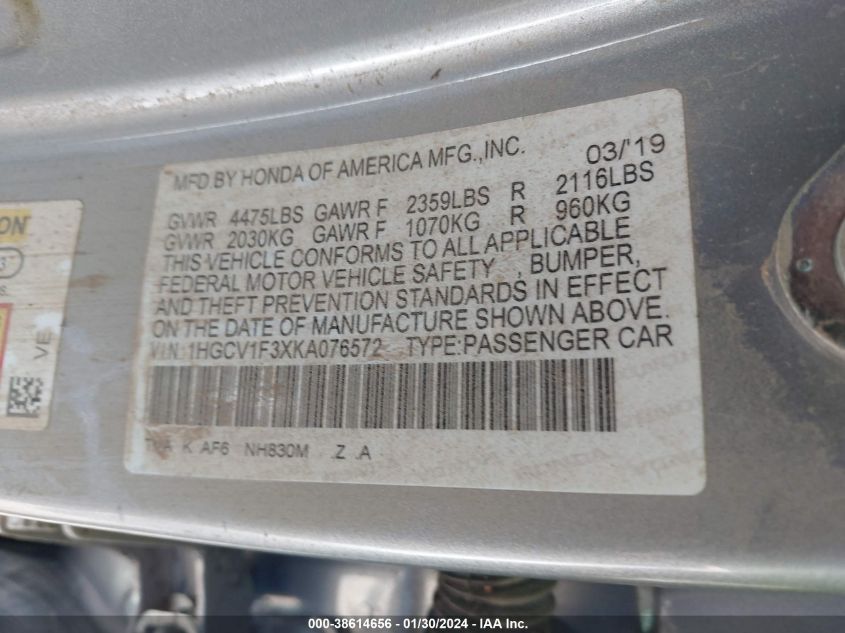 MFD BY HONDA OF AMERICA MFG.,INC. 03/'19
GVWR 4475LBS GAWR F 2359LBS R 2116LBS
GVWR 2030KG GAWR F 1070KG R 960KG
THIS VEHICLE CONFORMS TO ALL APPLICABLE
FEDERAL MOTOR VEHICLE SAFETY , BUMPER,
AND THEFT PREVENTION STANDARDS IN EFFECT
ON THE DATE OF MANUFACTURE SHOWN ABOVE.
VIN: 1HGCV1F3XKA076572 TYPE:PASSENGER CAR
K AF6 NH830M .Z .A
ON
3
s.
VE
000-38614656 - 01/30/2024 - IAA Inc.